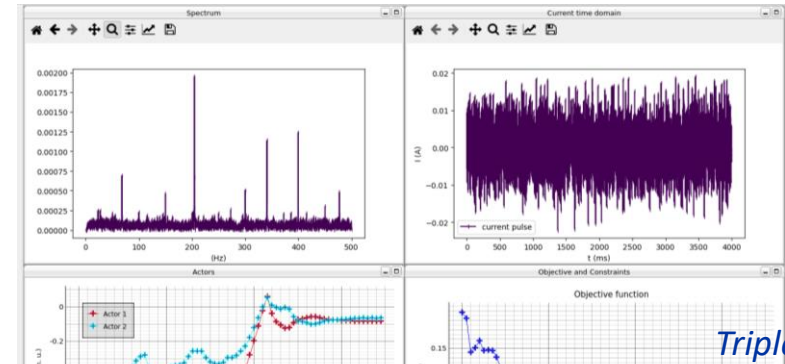 Spectrum
0.00200
0.00175
0.00150
0.00125
0.00100
0.00075
0.00050
0.00025
0.00000
0 100 200 300 400 500
(Hz)
Current time domain
0.02
0.01
0.00
−0.01
−0.02
I (A)
current pulse
0 500 1000 1500 2000 2500 3000 3500 4000
t (ms)
Actors
0
-0.2
Actor 1
Actor 2
Objective and Constraints
Objective function
0.15